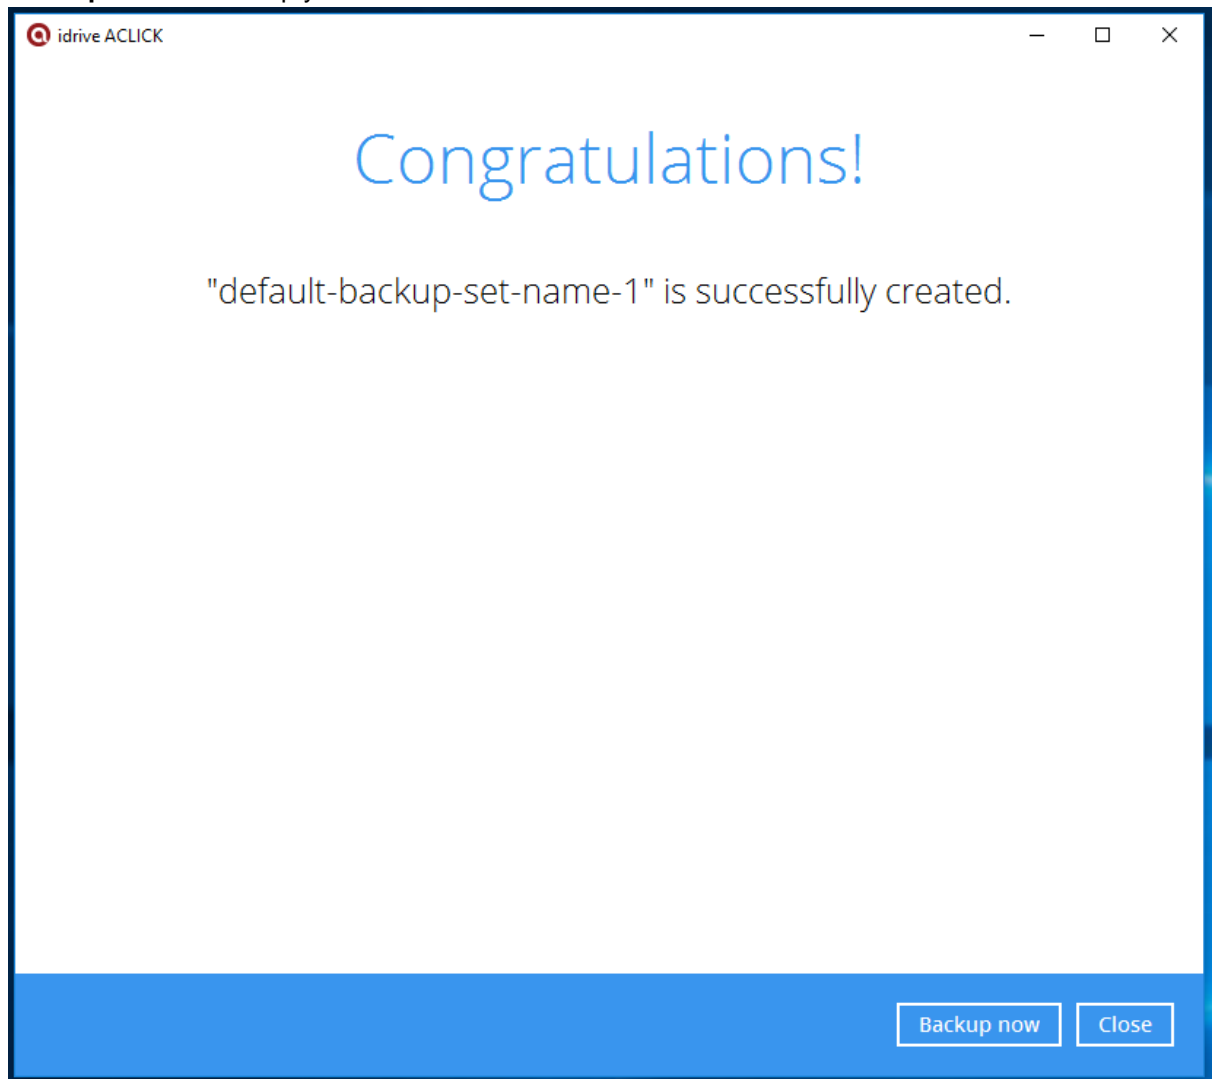 idrive ACLICK
Congratulations!
"default-backup-set-name-1" is successfully created.
Backup now
Close